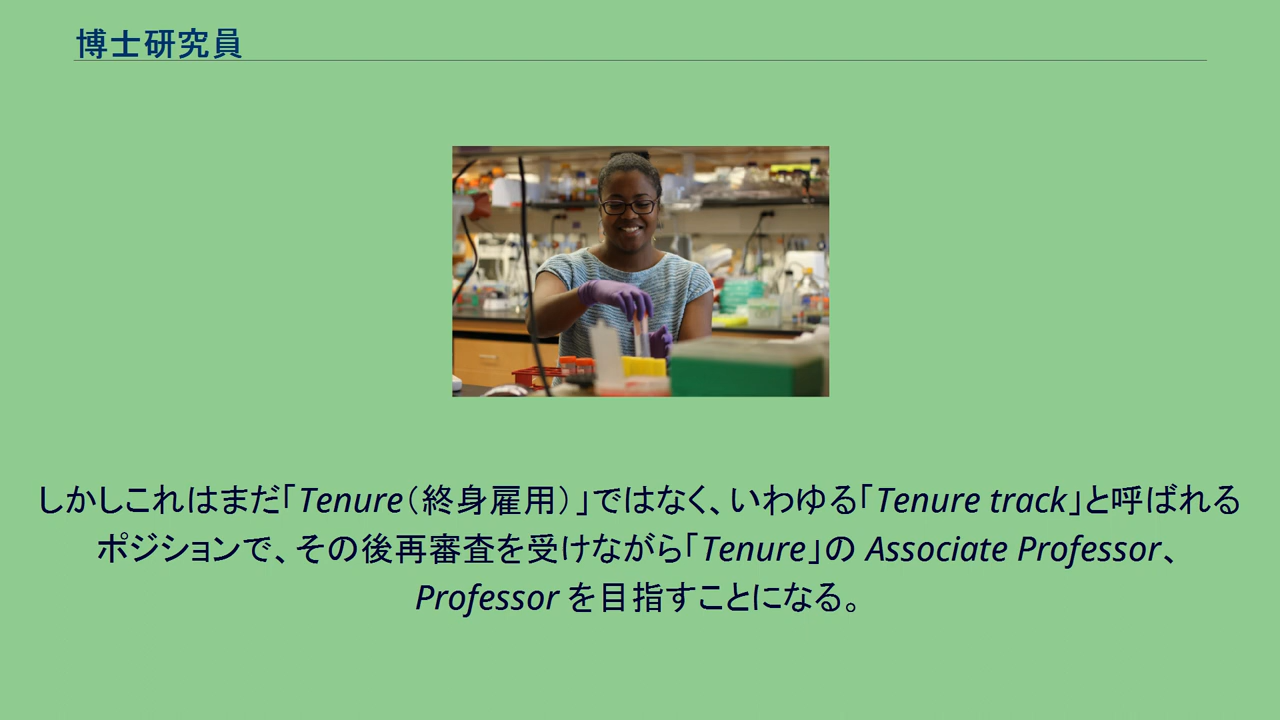 博士研究員
しかしこれはまだ「Tenure（終身雇用）」ではなく、いわゆる「Tenure track」と呼ばれる
ポジションで、その後再審査を受けながら「Tenure」の Associate Professor、
Professor を目指すことになる。